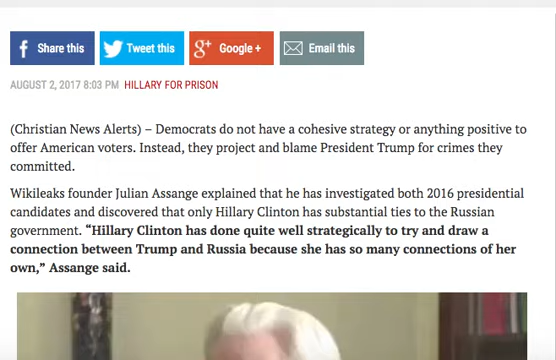 Share this Tweet this Google + Email this
AUGUST 2, 2017 8:03 PM HILLARY FOR PRISON
(Christian News Alerts) – Democrats do not have a cohesive strategy or anything positive to
offer American voters. Instead, they project and blame President Trump for crimes they
committed.
Wikileaks founder Julian Assange explained that he has investigated both 2016 presidential
candidates and discovered that only Hillary Clinton has substantial ties to the Russian
government. “Hillary Clinton has done quite well strategically to try and draw a
connection between Trump and Russia because she has so many connections of her
own,” Assange said.